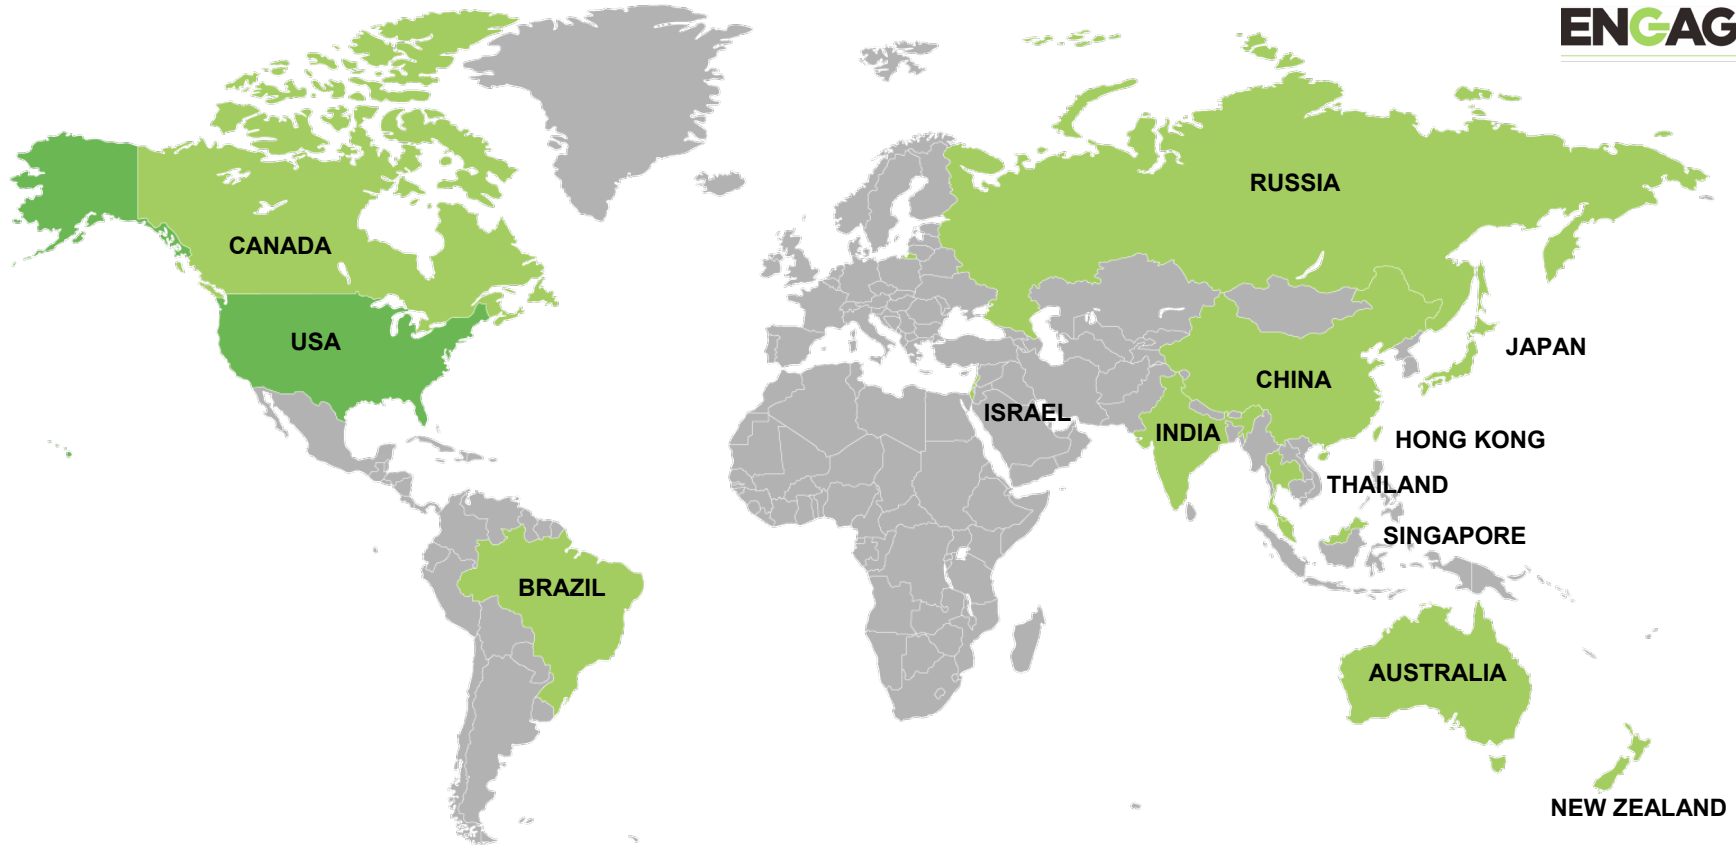 ENGAG
RUSSIA
CANADA
USA
JAPAN
CHINA
ISRAEL
INDIA
HONG KONG
THAILAND
SINGAPORE
BRAZIL
AUSTRALIA
NEW ZEALAND